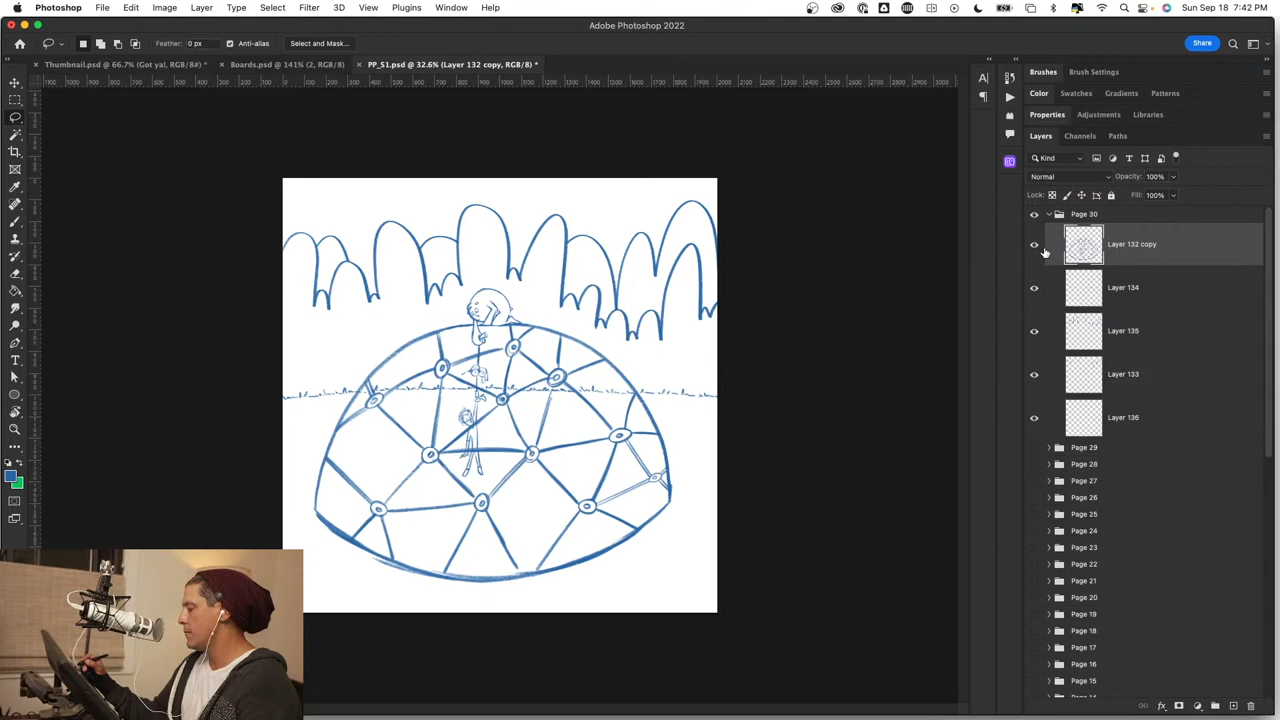 Photoshop File Edit Image Layer Type Select Filter 3D View Plugins Window Help Sun Sep 18 7:42 PM
Adobe Photoshop 2022
Feather: 0 px Anti-alias Select and Mask... Share
Thumbnail.psd @ 66.7% (Got ya!, RGB/8#) * Boards.psd @ 141% (2, RGB/8) PP_S1.psd @ 32.6% (Layer 132 copy, RGB/8) *
Brushes Brush Settings
Color Swatches Gradients Patterns
Properties Adjustments Libraries
Layers Channels Paths
Kind
Normal Opacity: 100%
Lock: Fill: 100%
Page 30
Layer 132 copy
Layer 134
Layer 135
Layer 133
Layer 136
Page 29
Page 28
Page 27
Page 26
Page 25
Page 24
Page 23
Page 22
Page 21
Page 20
Page 19
Page 18
Page 17
Page 16
Page 15